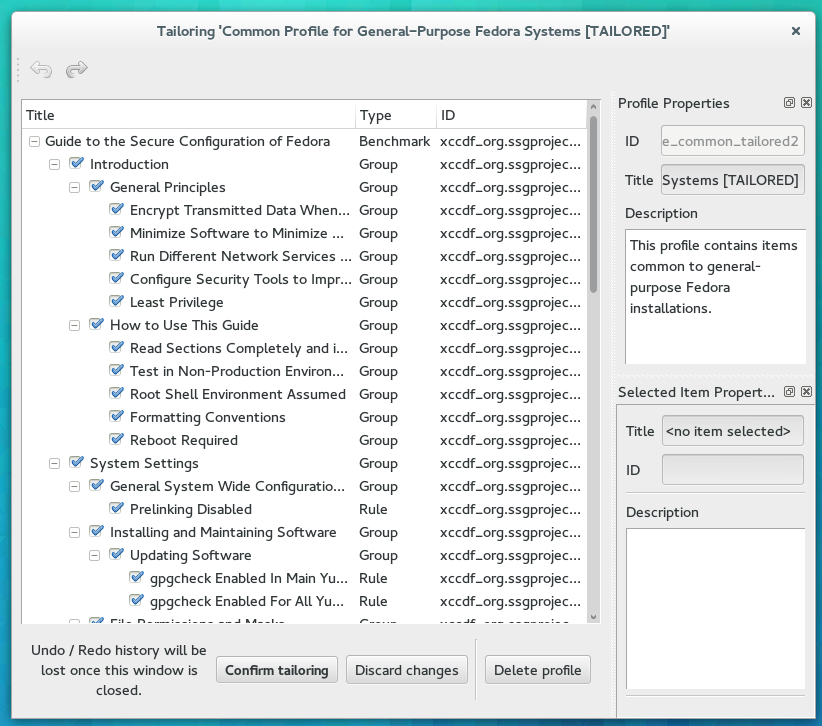 Tailoring 'Common Profile for General-Purpose Fedora Systems [TAILORED]'
Title Type ID
Guide to the Secure Configuration of Fedora Benchmark xccdf_org.ssgprojec...
Introduction Group xccdf_org.ssgprojec...
General Principles Group xccdf_org.ssgprojec...
Encrypt Transmitted Data When... Group xccdf_org.ssgprojec...
Minimize Software to Minimize ... Group xccdf_org.ssgprojec...
Run Different Network Services ... Group xccdf_org.ssgprojec...
Configure Security Tools to Impr... Group xccdf_org.ssgprojec...
Least Privilege Group xccdf_org.ssgprojec...
How to Use This Guide Group xccdf_org.ssgprojec...
Read Sections Completely and i... Group xccdf_org.ssgprojec...
Test in Non-Production Environ... Group xccdf_org.ssgprojec...
Root Shell Environment Assumed Group xccdf_org.ssgprojec...
Formatting Conventions Group xccdf_org.ssgprojec...
Reboot Required Group xccdf_org.ssgprojec...
System Settings Group xccdf_org.ssgprojec...
General System Wide Configuratio... Group xccdf_org.ssgprojec...
Prelinking Disabled Rule xccdf_org.ssgprojec...
Installing and Maintaining Software Group xccdf_org.ssgprojec...
Updating Software Group xccdf_org.ssgprojec...
gpgcheck Enabled In Main Yu... Rule xccdf_org.ssgprojec...
gpgcheck Enabled For All Yu... Rule xccdf_org.ssgprojec...
File Permissions and Masks Group xccdf_org.ssgprojec...
Undo / Redo history will be
lost once this window is
closed.
Confirm tailoring
Discard changes
Delete profile
Profile Properties
ID e_common_tailored2
Title Systems [TAILORED]
Description
This profile contains items
common to general-
purpose Fedora
installations.
Selected Item Propert...
Title <no item selected>
ID
Description